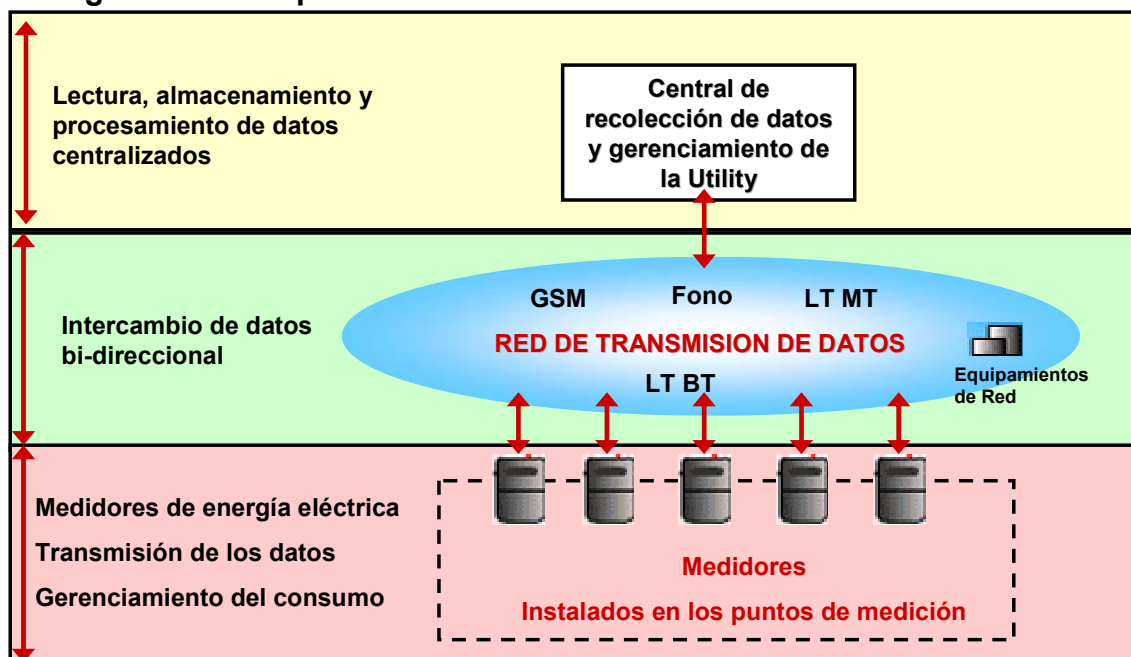 Lectura, almacenamiento y
procesamiento de datos
centralizados
Central de
recolección de datos
y gerenciamiento de
la Utility
Intercambio de datos
bi-direccional
GSM
Fono
LT MT
RED DE TRANSMISION DE DATOS
LT BT
Equipamientos
de Red
Medidores de energía eléctrica
Transmisión de los datos
Gerenciamiento del consumo
Medidores
Instalados en los puntos de medición